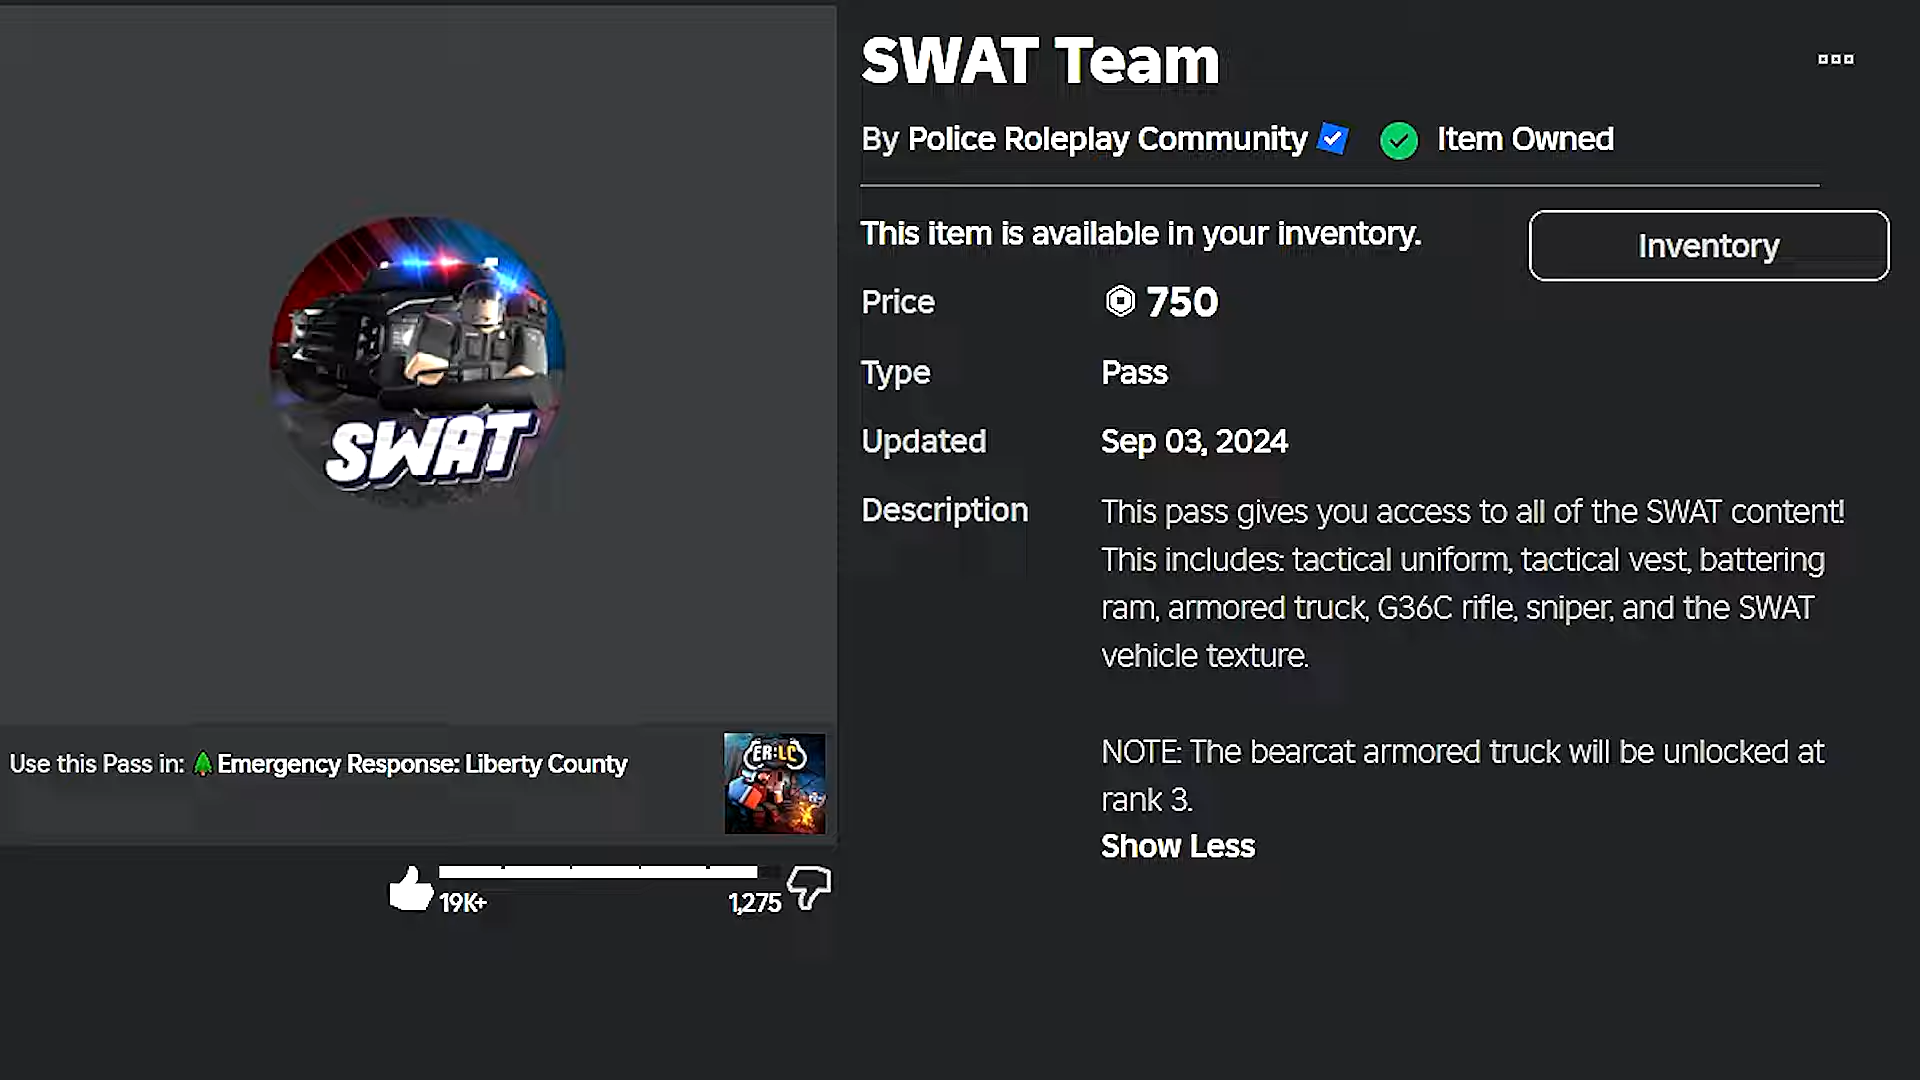 SWAT Team
By Police Roleplay Community
Item Owned
This item is available in your inventory.
Inventory
Price
750
Type
Pass
Updated
Sep 03, 2024
Description
This pass gives you access to all of the SWAT content!
This includes: tactical uniform, tactical vest, battering
ram, armored truck, G36C rifle, sniper, and the SWAT
vehicle texture.
NOTE: The bearcat armored truck will be unlocked at
rank 3.
Show Less
SWAT
Use this Pass in: 🌲Emergency Response: Liberty County
ER:LC
19K+
1,275